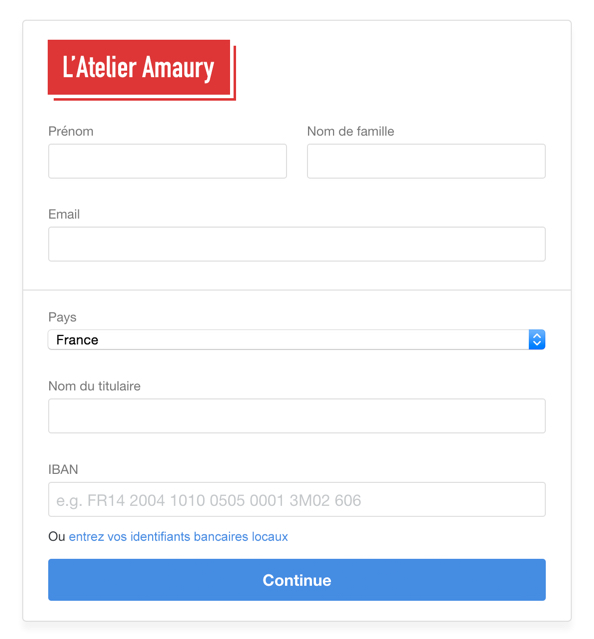 L'Atelier Amaury
Prénom Nom de famille
Email
Pays
France
Nom du titulaire
IBAN
e.g. FR14 2004 1010 0505 0001 3M02 606
Ou entrez vos identifiants bancaires locaux
Continue